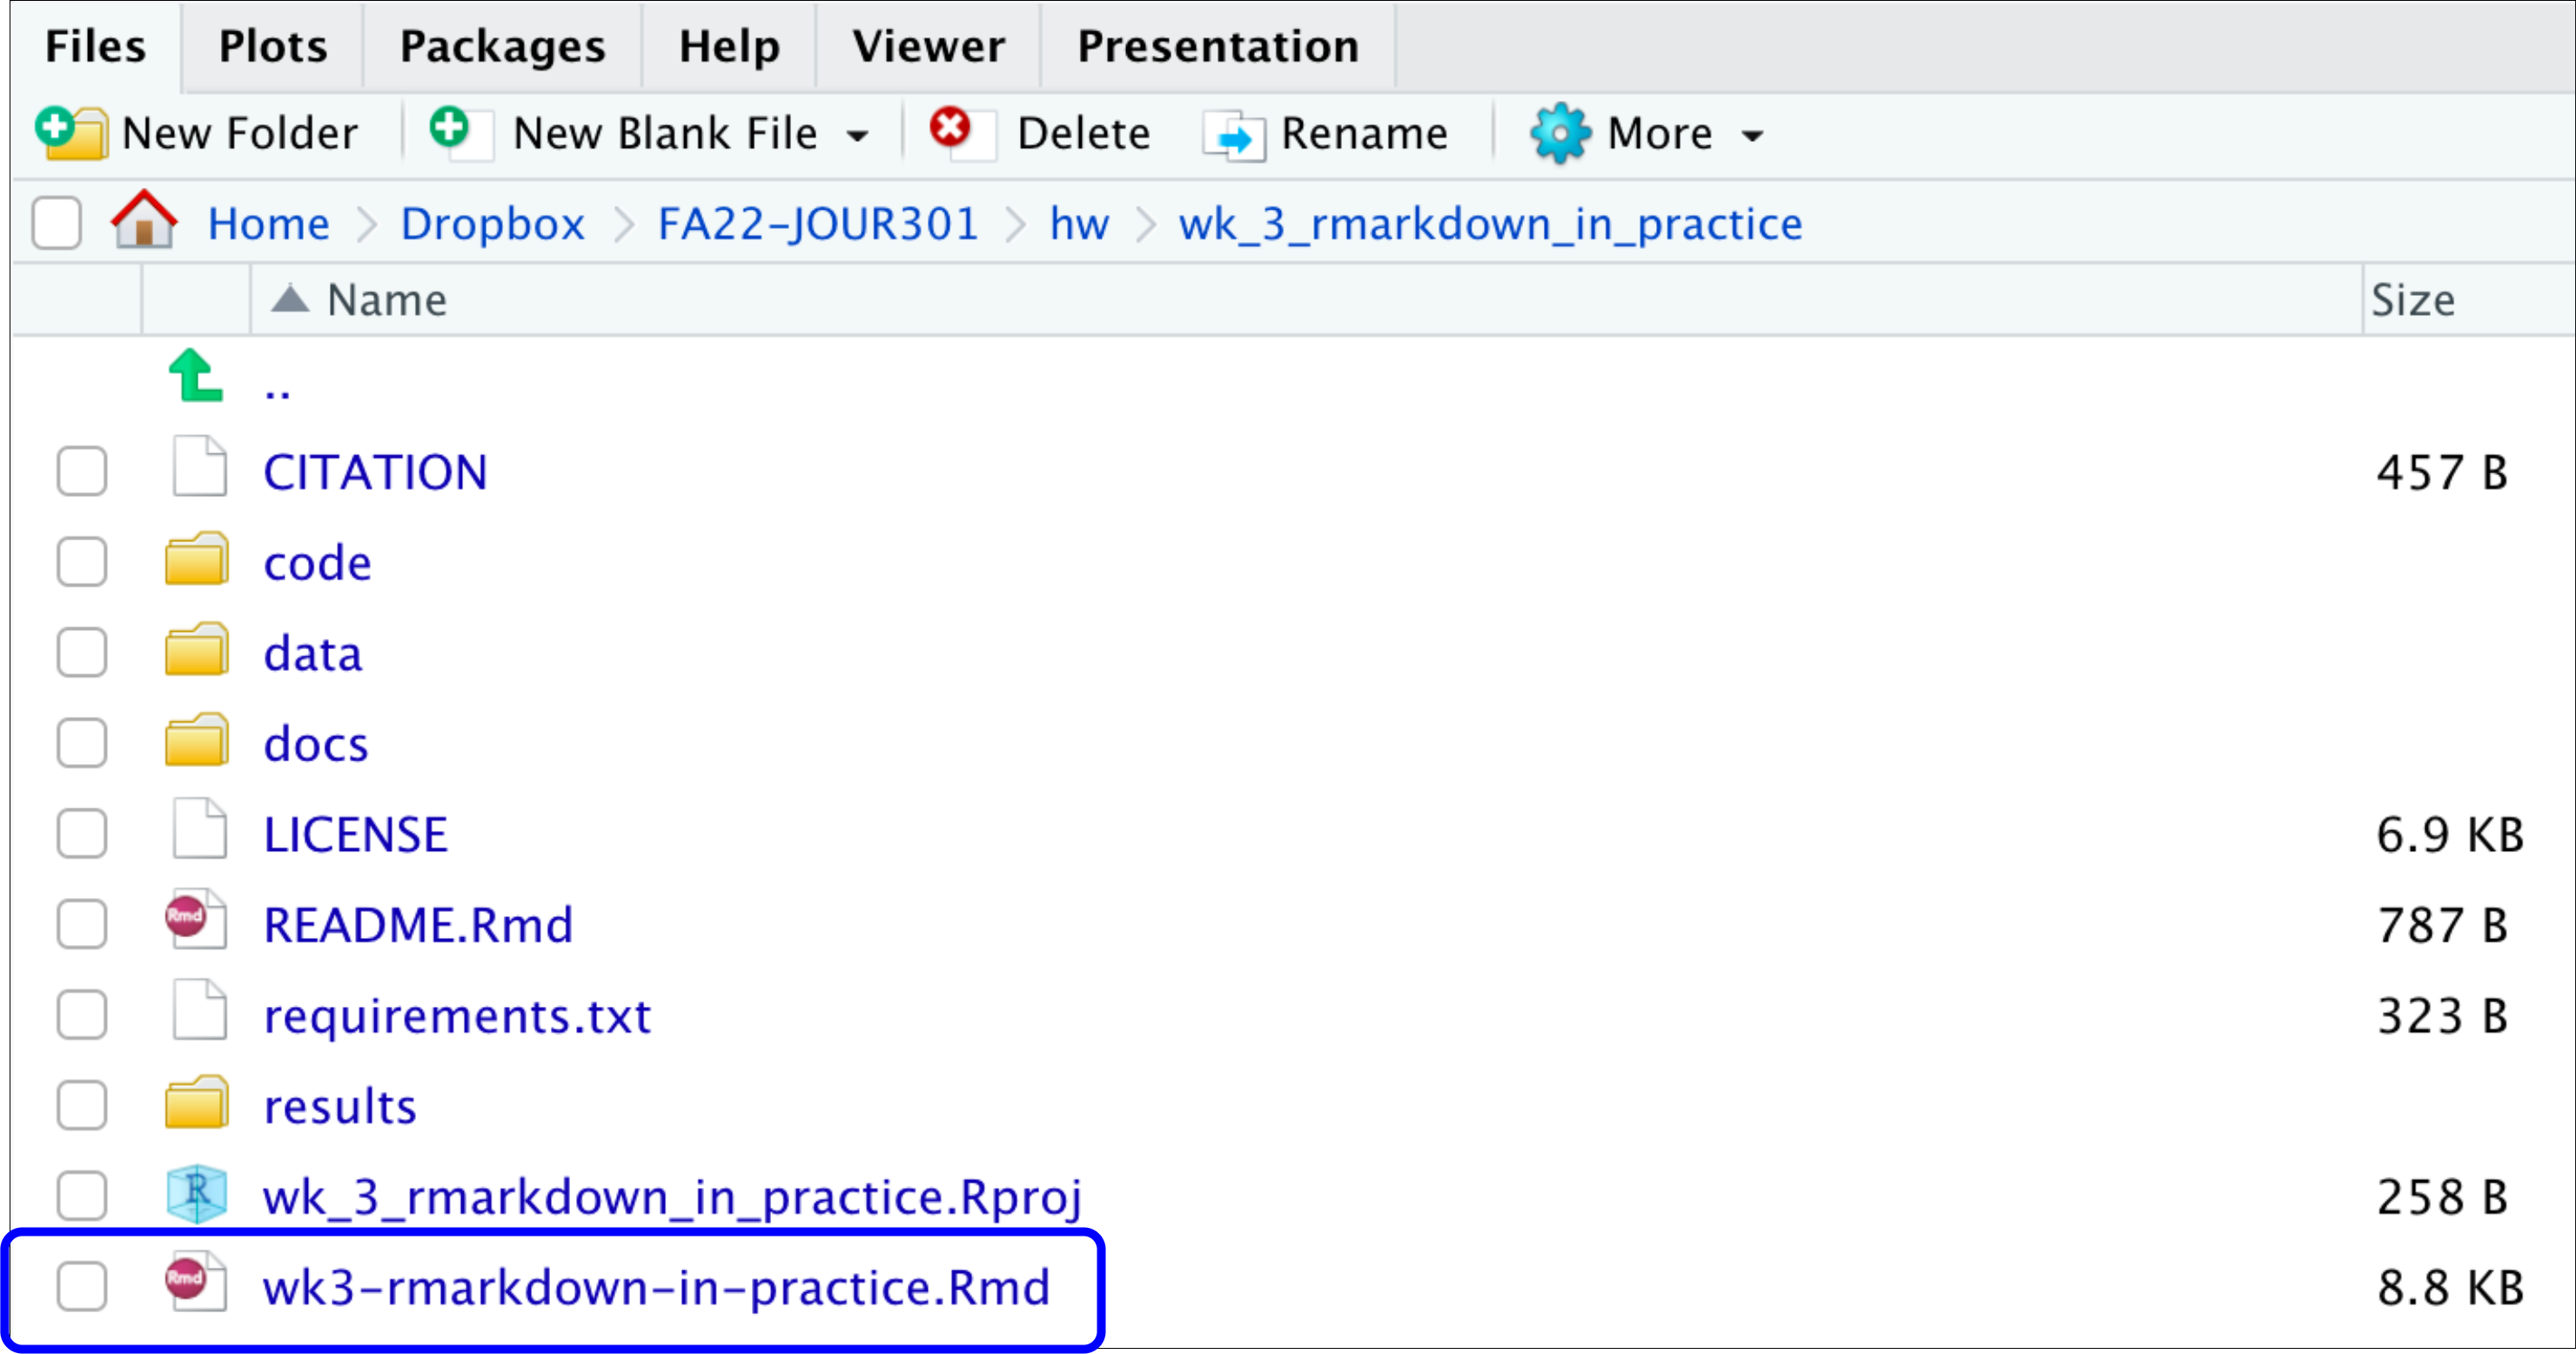 Files Plots Packages Help Viewer Presentation
New Folder New Blank File Delete Rename More
Home Dropbox FA22-JOUR301 hw wk_3_rmarkdown_in_practice
Name Size
..
CITATION 457 B
code
data
docs
LICENSE 6.9 KB
Rmd README.Rmd 787 B
requirements.txt 323 B
results
R wk_3_rmarkdown_in_practice.Rproj 258 B
Rmd wk3-rmarkdown-in-practice.Rmd 8.8 KB